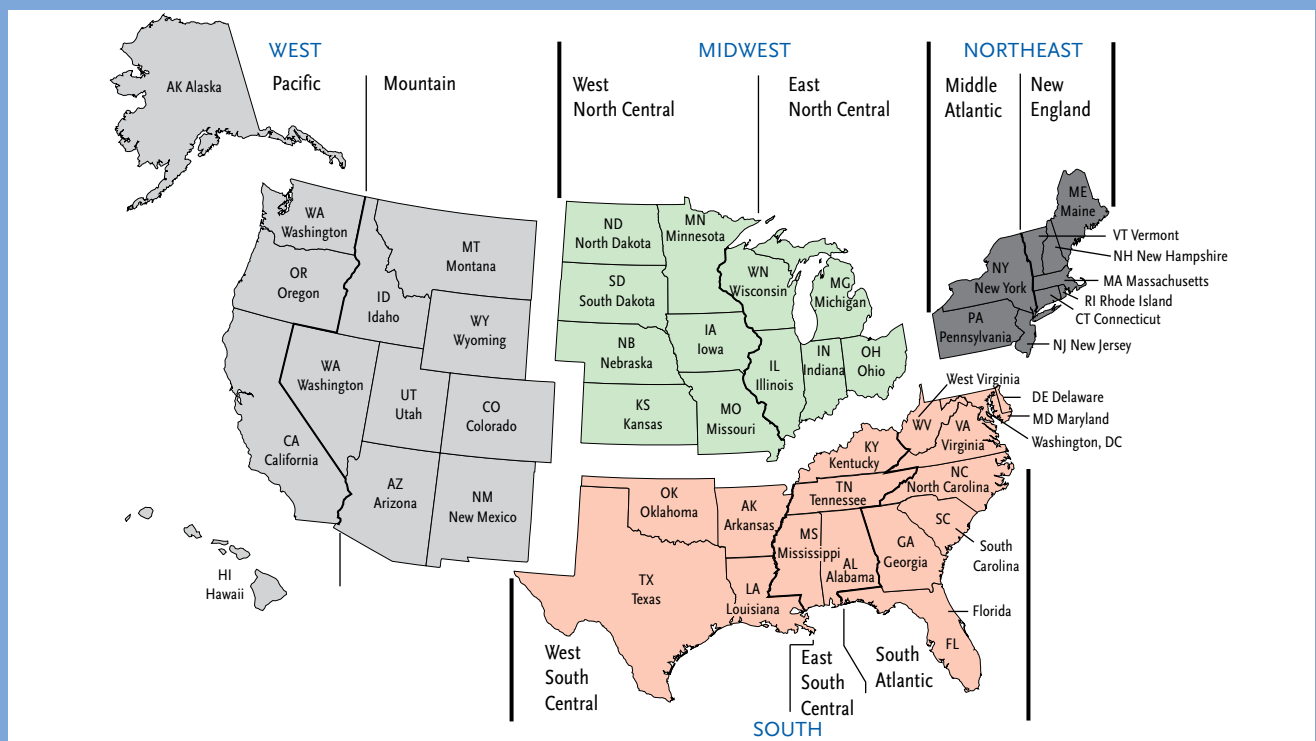 WEST
MIDWEST
NORTHEAST
Pacific
Mountain
West
North Central
East
North Central
Middle
Atlantic
New
England
AK Alaska
WA
Washington
OR
Oregon
MT
Montana
ID
Idaho
WY
Wyoming
WA
Washington
UT
Utah
CO
Colorado
CA
California
AZ
Arizona
NM
New Mexico
HI
Hawaii
ND
North Dakota
MN
Minnesota
SD
South Dakota
WN
Wisconsin
MG
Michigan
NB
Nebraska
IA
Iowa
KS
Kansas
MO
Missouri
IL
Illinois
IN
Indiana
OH
Ohio
ME
Maine
VT Vermont
NH New Hampshire
NY
New York
MA Massachusetts
RI Rhode Island
CT Connecticut
PA
Pennsylvania
NJ New Jersey
West Virginia
DE Delaware
MD Maryland
Washington, DC
WV
VA
Virginia
KY
Kentucky
NC
North Carolina
TN
Tennessee
OK
Oklahoma
AK
Arkansas
SC
South
Carolina
MS
Mississippi
AL
Alabama
GA
Georgia
TX
Texas
LA
Louisiana
Florida
FL
West
South
Central
East
South
Central
South
Atlantic
SOUTH